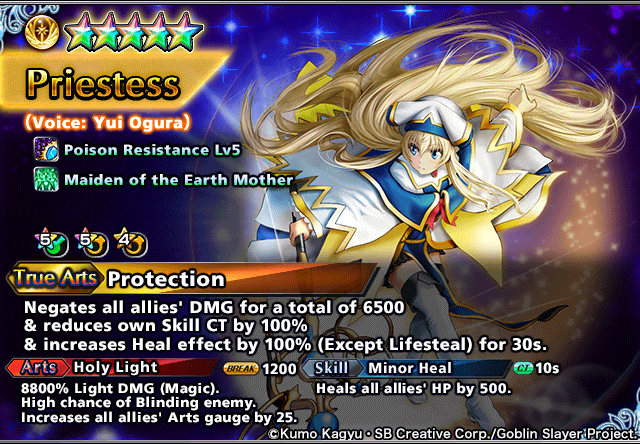 Priestess
(Voice: Yui Ogura)
Poison Resistance Lv5
Maiden of the Earth Mother
5 5 4
True Arts Protection
Negates all allies' DMG for a total of 6500
& reduces own Skill CT by 100%
& increases Heal effect by 100% (Except Lifesteal) for 30s.
Arts Holy Light BREAK 1200 Skill Minor Heal CT 10s
8800% Light DMG (Magic).
High chance of Blinding enemy.
Increases all allies' Arts gauge by 25.
Heals all allies' HP by 500.
©Kumo Kagyu • SB Creative Corp./Goblin Slayer Project.